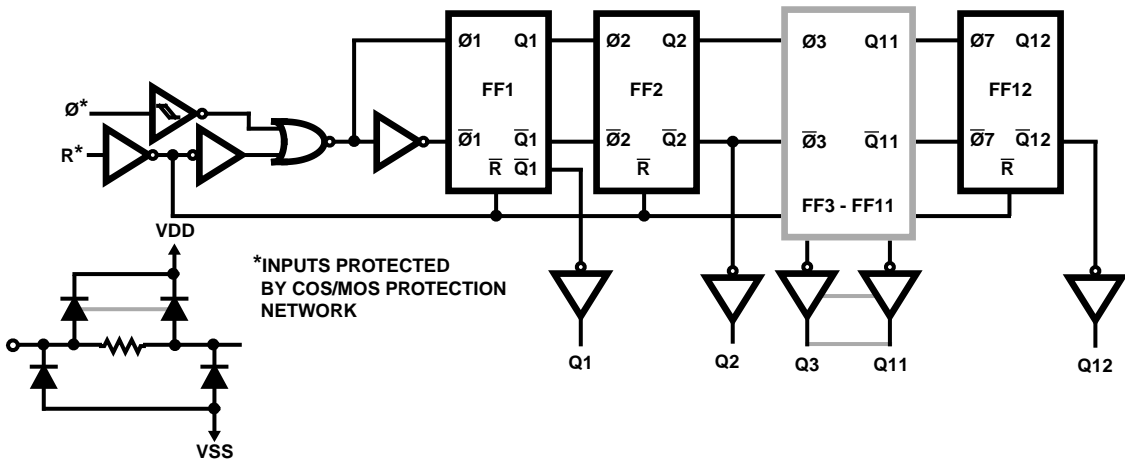 Ø1 Q1 Ø2 Q2 Ø3 Q11 Ø7 Q12
FF1 FF2 FF12
Ø*
R*
Ø̅1 Q̅1 Ø̅2 Q̅2 Ø̅3 Q̅11 Ø̅7 Q̅12
R̅ Q̅1 R̅ R̅
FF3 - FF11
VDD
*INPUTS PROTECTED
BY COS/MOS PROTECTION
NETWORK
Q1 Q2 Q3 Q11 Q12
VSS